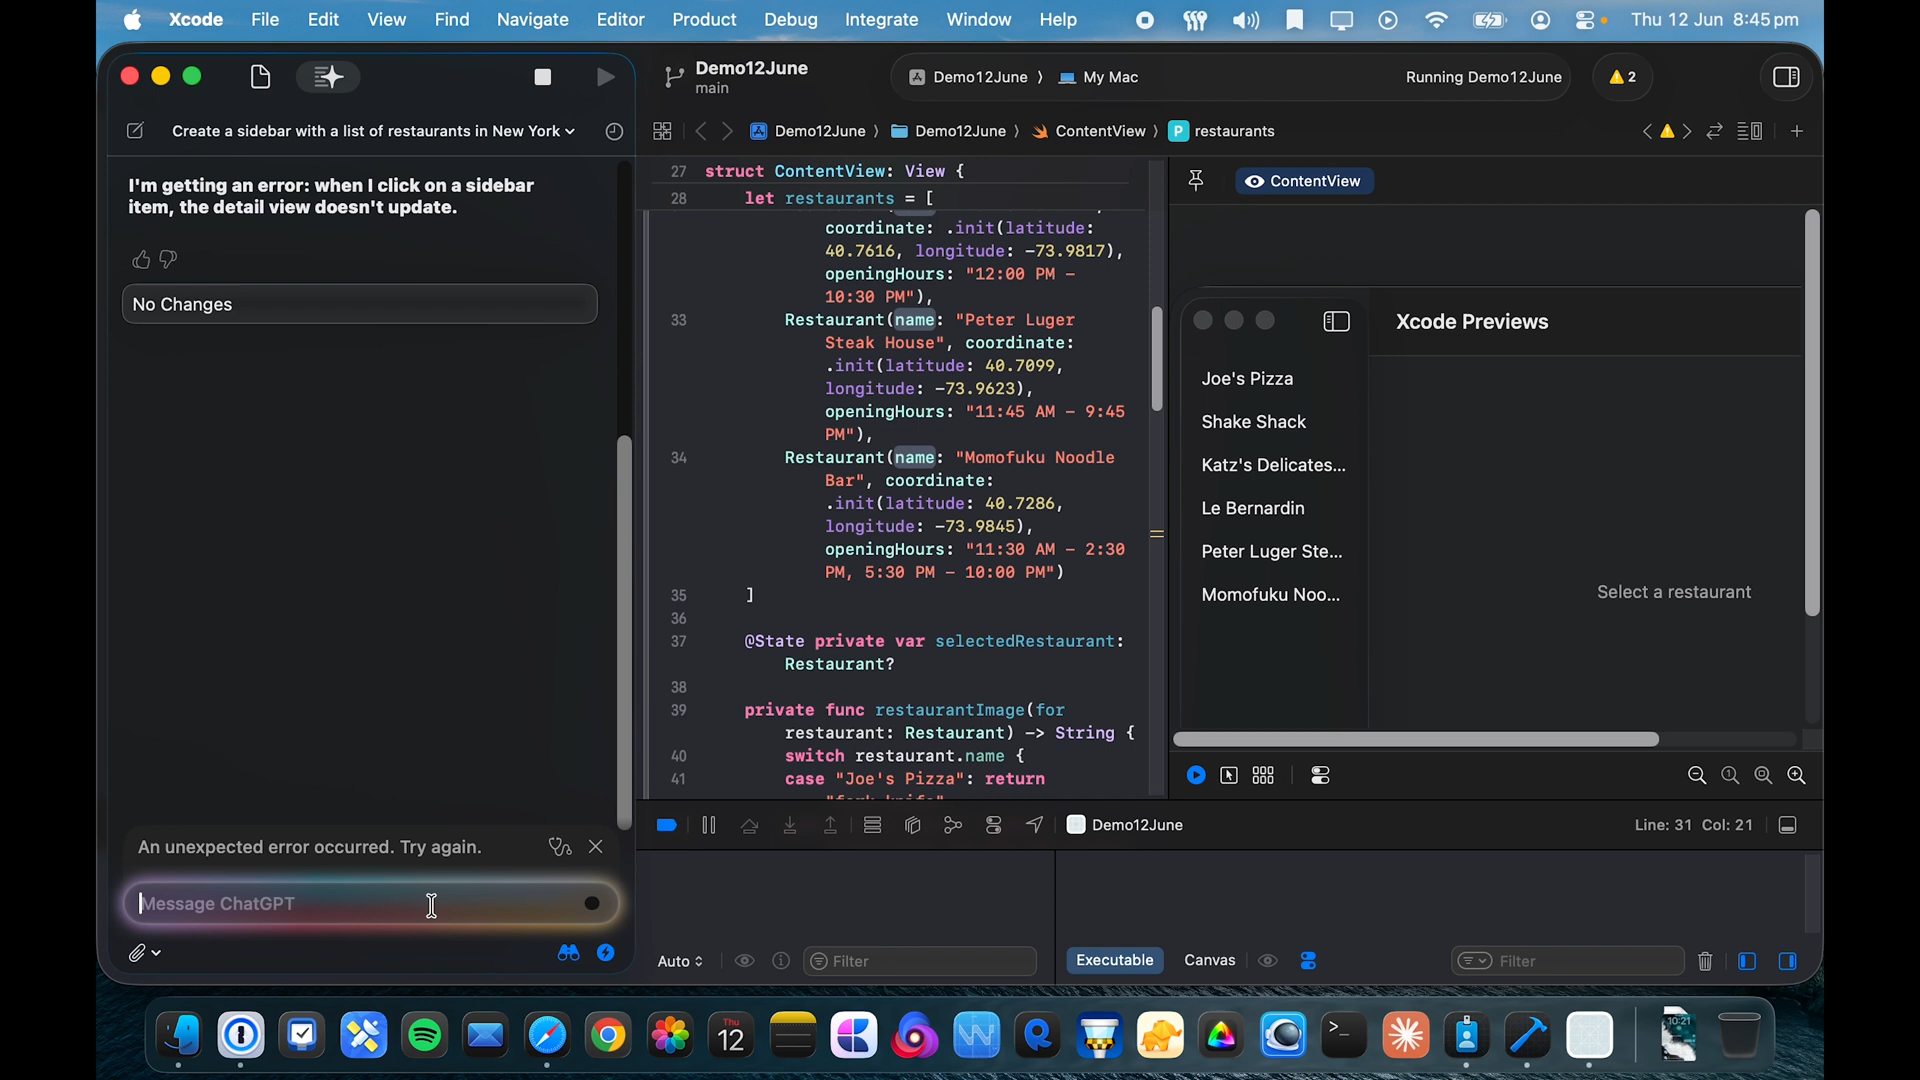 Xcode File Edit View Find Navigate Editor Product Debug Integrate Window Help Thu 12 Jun 8:45 pm
Demo12June
main
Demo12June
My Mac
Running Demo12June
2
Create a sidebar with a list of restaurants in New York
Demo12June
Demo12June
ContentView
P restaurants
I'm getting an error: when I click on a sidebar
item, the detail view doesn't update.
No Changes
An unexpected error occurred. Try again.
Message ChatGPT
27 struct ContentView: View {
28 let restaurants = [
coordinate: .init(latitude:
40.7616, longitude: -73.9817),
openingHours: "12:00 PM –
10:30 PM"),
33 Restaurant(name: "Peter Luger
Steak House", coordinate:
.init(latitude: 40.7099,
longitude: -73.9623),
openingHours: "11:45 AM – 9:45
PM"),
34 Restaurant(name: "Momofuku Noodle
Bar", coordinate:
.init(latitude: 40.7286,
longitude: -73.9845),
openingHours: "11:30 AM – 2:30
PM, 5:30 PM – 10:00 PM")
35 ]
36
37 @State private var selectedRestaurant:
Restaurant?
38
39 private func restaurantImage(for
restaurant: Restaurant) -> String {
40 switch restaurant.name {
41 case "Joe's Pizza": return
ContentView
Xcode Previews
Joe's Pizza
Shake Shack
Katz's Delicates...
Le Bernardin
Peter Luger Ste...
Momofuku Noo...
Select a restaurant
Demo12June
Line: 31 Col: 21
Auto
Filter
Executable
Canvas
Filter
Thu
12
10:21